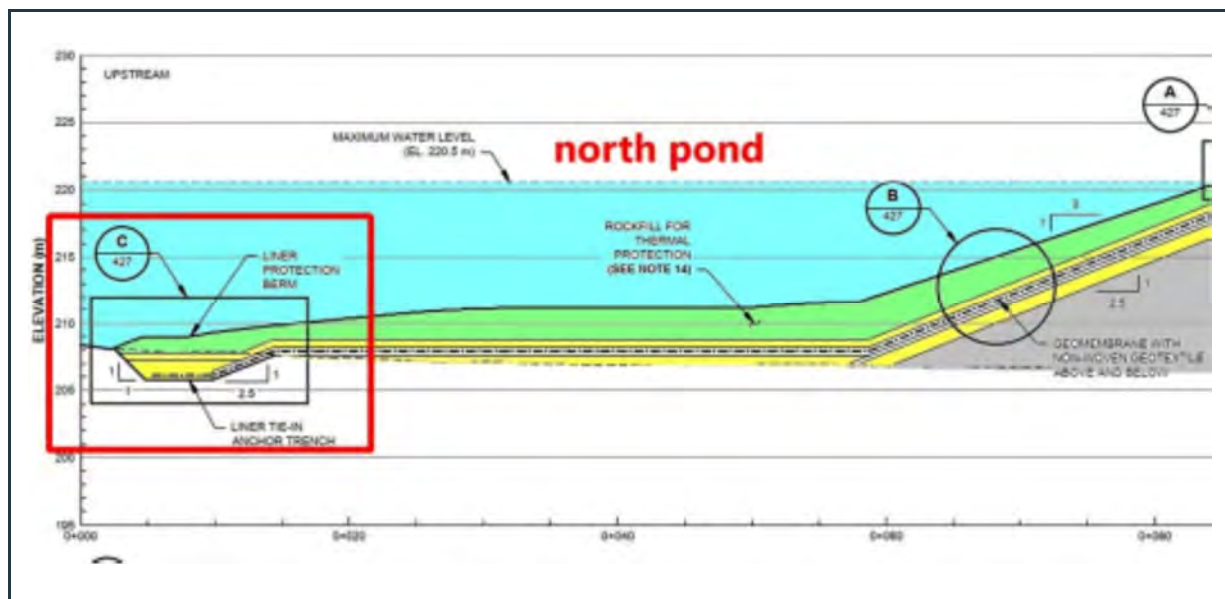 230
UPSTREAM
A
427
225
MAXIMUM WATER LEVEL
(EL. 220.5 m)
north pond
220
B
427
3
1
ROCKFILL FOR
THERMAL
PROTECTION
(SEE NOTE 14)
C
427
LINER
PROTECTION
BERM
215
ELEVATION (m)
1
2.5
210
GEOMEMBRANE WITH
NON-WOVEN GEOTEXTILE
ABOVE AND BELOW
1
1
1
2.5
205
LINER TIE-IN
ANCHOR TRENCH
200
195
0+000
0+020
0+040
0+060
0+080